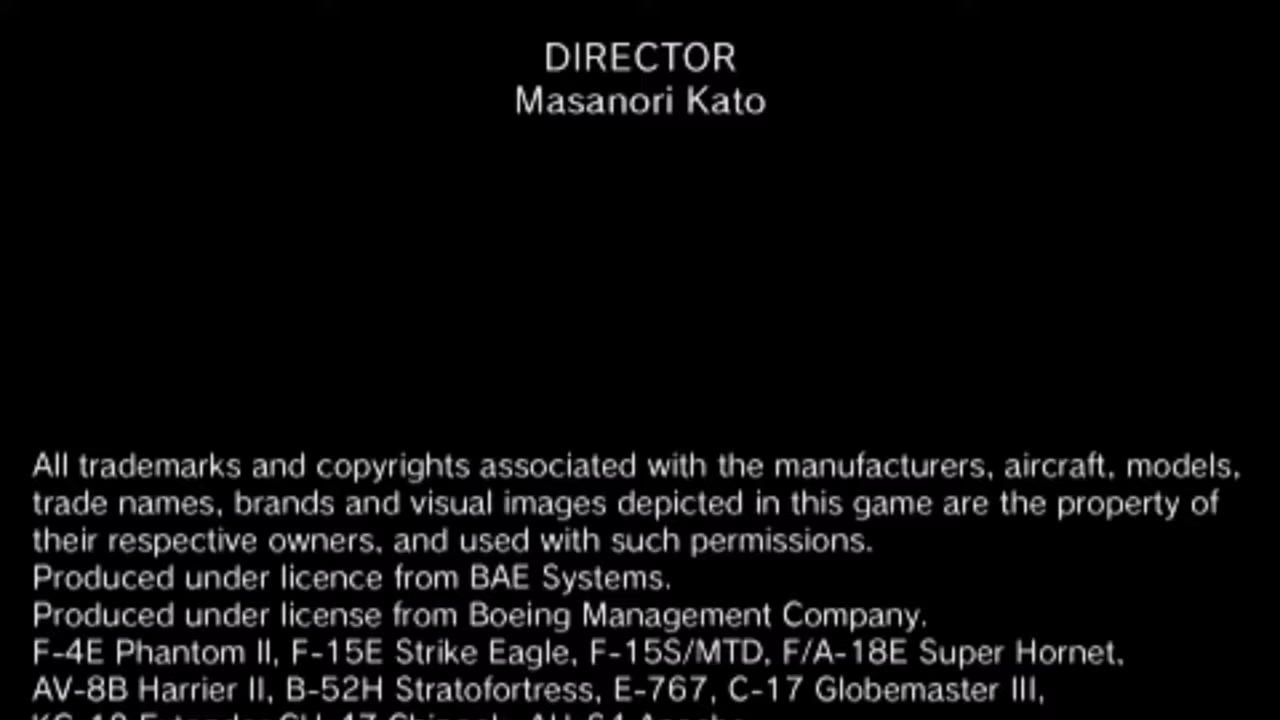 DIRECTOR
Masanori Kato
All trademarks and copyrights associated with the manufacturers, aircraft, models,
trade names, brands and visual images depicted in this game are the property of
their respective owners, and used with such permissions.
Produced under licence from BAE Systems.
Produced under license from Boeing Management Company.
F-4E Phantom II, F-15E Strike Eagle, F-15S/MTD, F/A-18E Super Hornet,
AV-8B Harrier II, B-52H Stratofortress, E-767, C-17 Globemaster III,